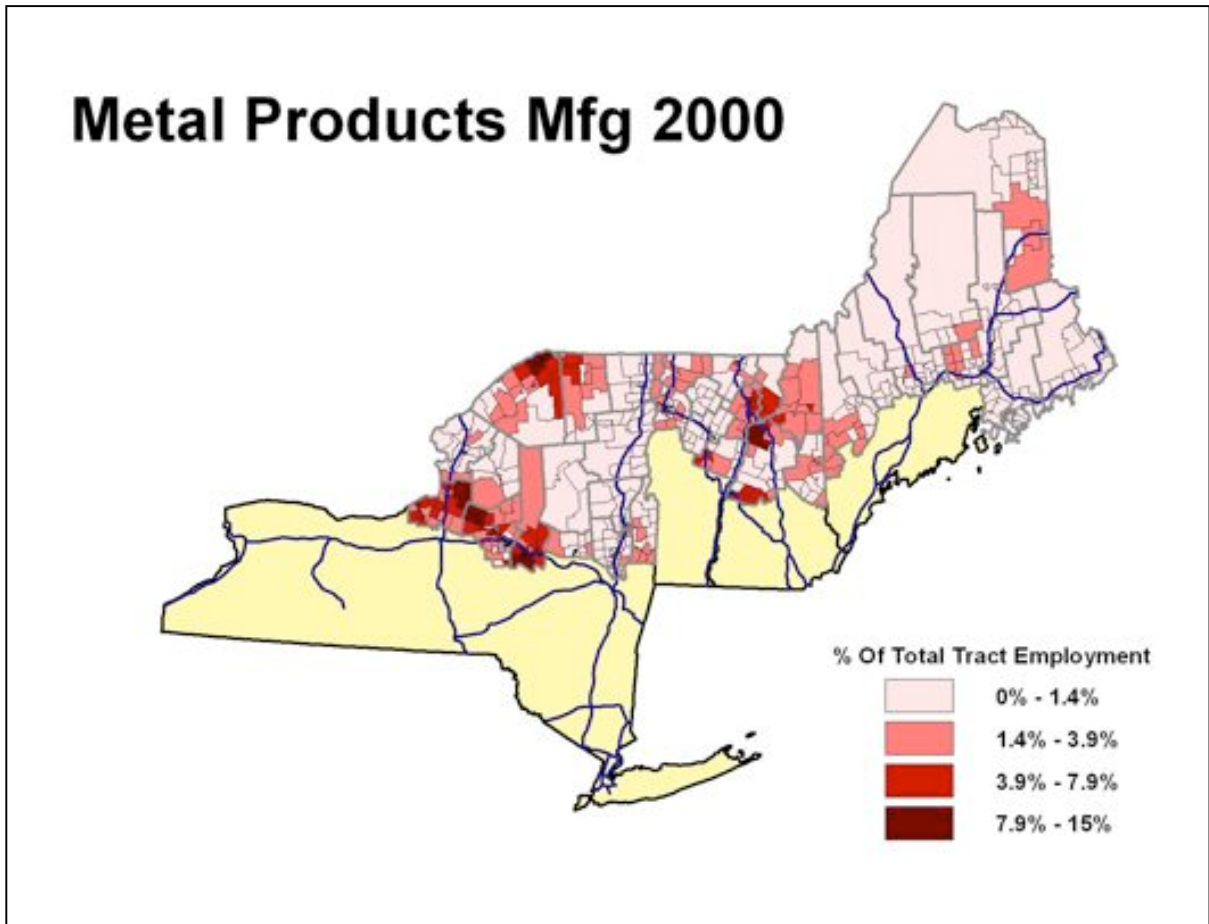 Metal Products Mfg 2000
% Of Total Tract Employment
0% - 1.4%
1.4% - 3.9%
3.9% - 7.9%
7.9% - 15%